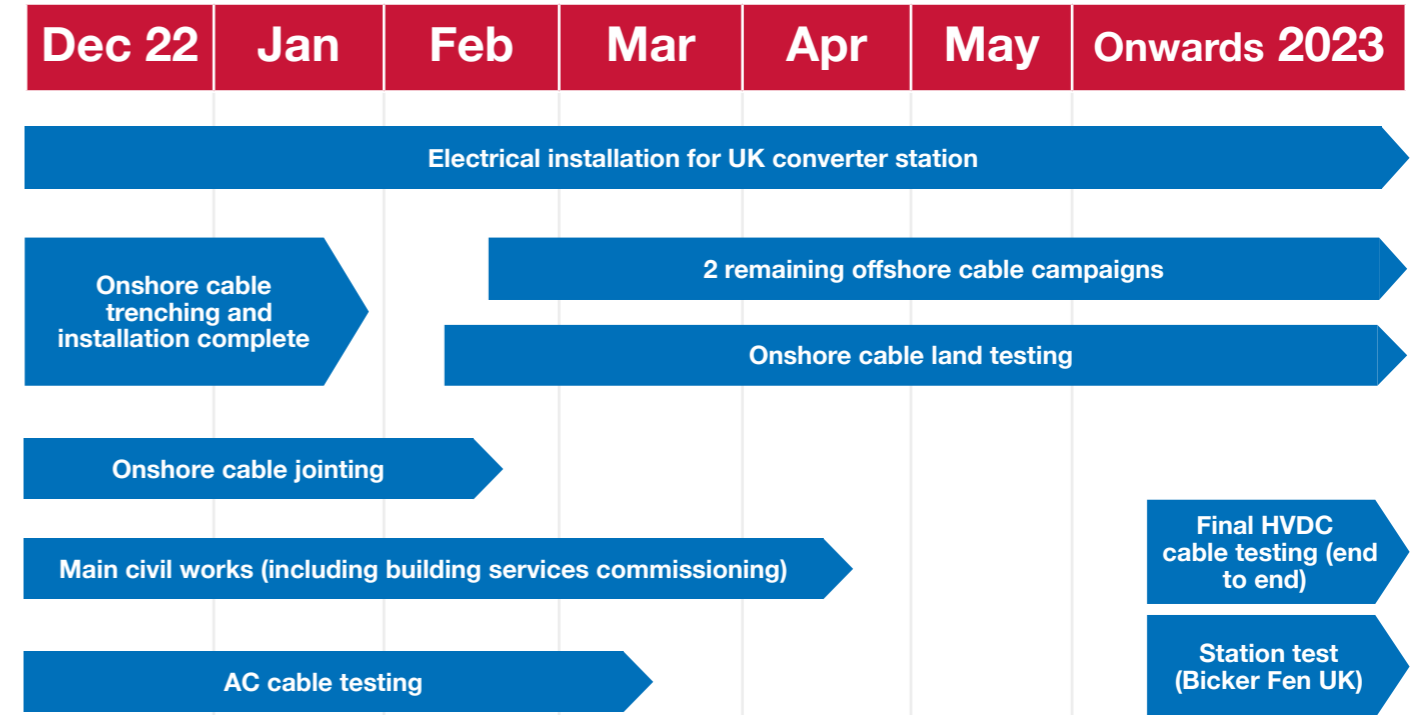 Dec 22 Jan Feb Mar Apr May Onwards 2023
Electrical installation for UK converter station
Onshore cable
trenching and
installation complete
2 remaining offshore cable campaigns
Onshore cable land testing
Onshore cable jointing
Final HVDC
cable testing (end
to end)
Main civil works (including building services commissioning)
Station test
(Bicker Fen UK)
AC cable testing